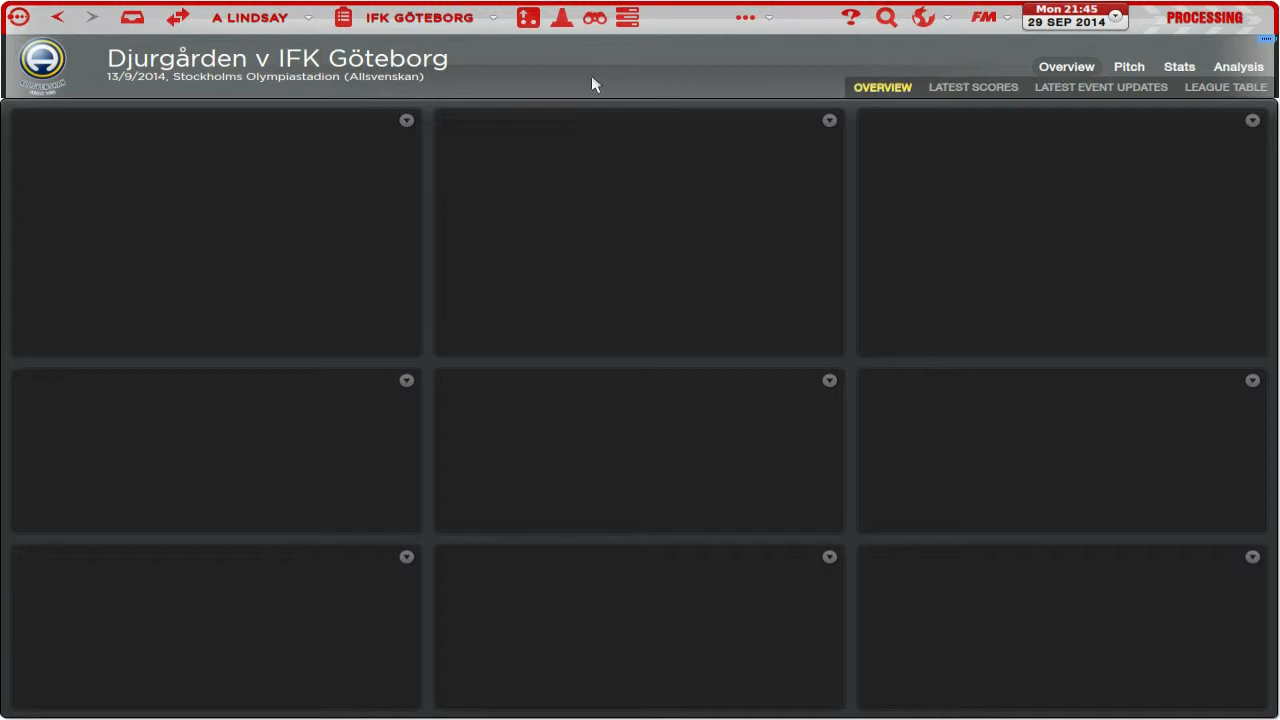 A LINDSAY
IFK GÖTEBORG
FM
Mon 21:45
29 SEP 2014
PROCESSING
Djurgården v IFK Göteborg
13/9/2014, Stockholms Olympiastadion (Allsvenskan)
Overview
Pitch
Stats
Analysis
OVERVIEW
LATEST SCORES
LATEST EVENT UPDATES
LEAGUE TABLE